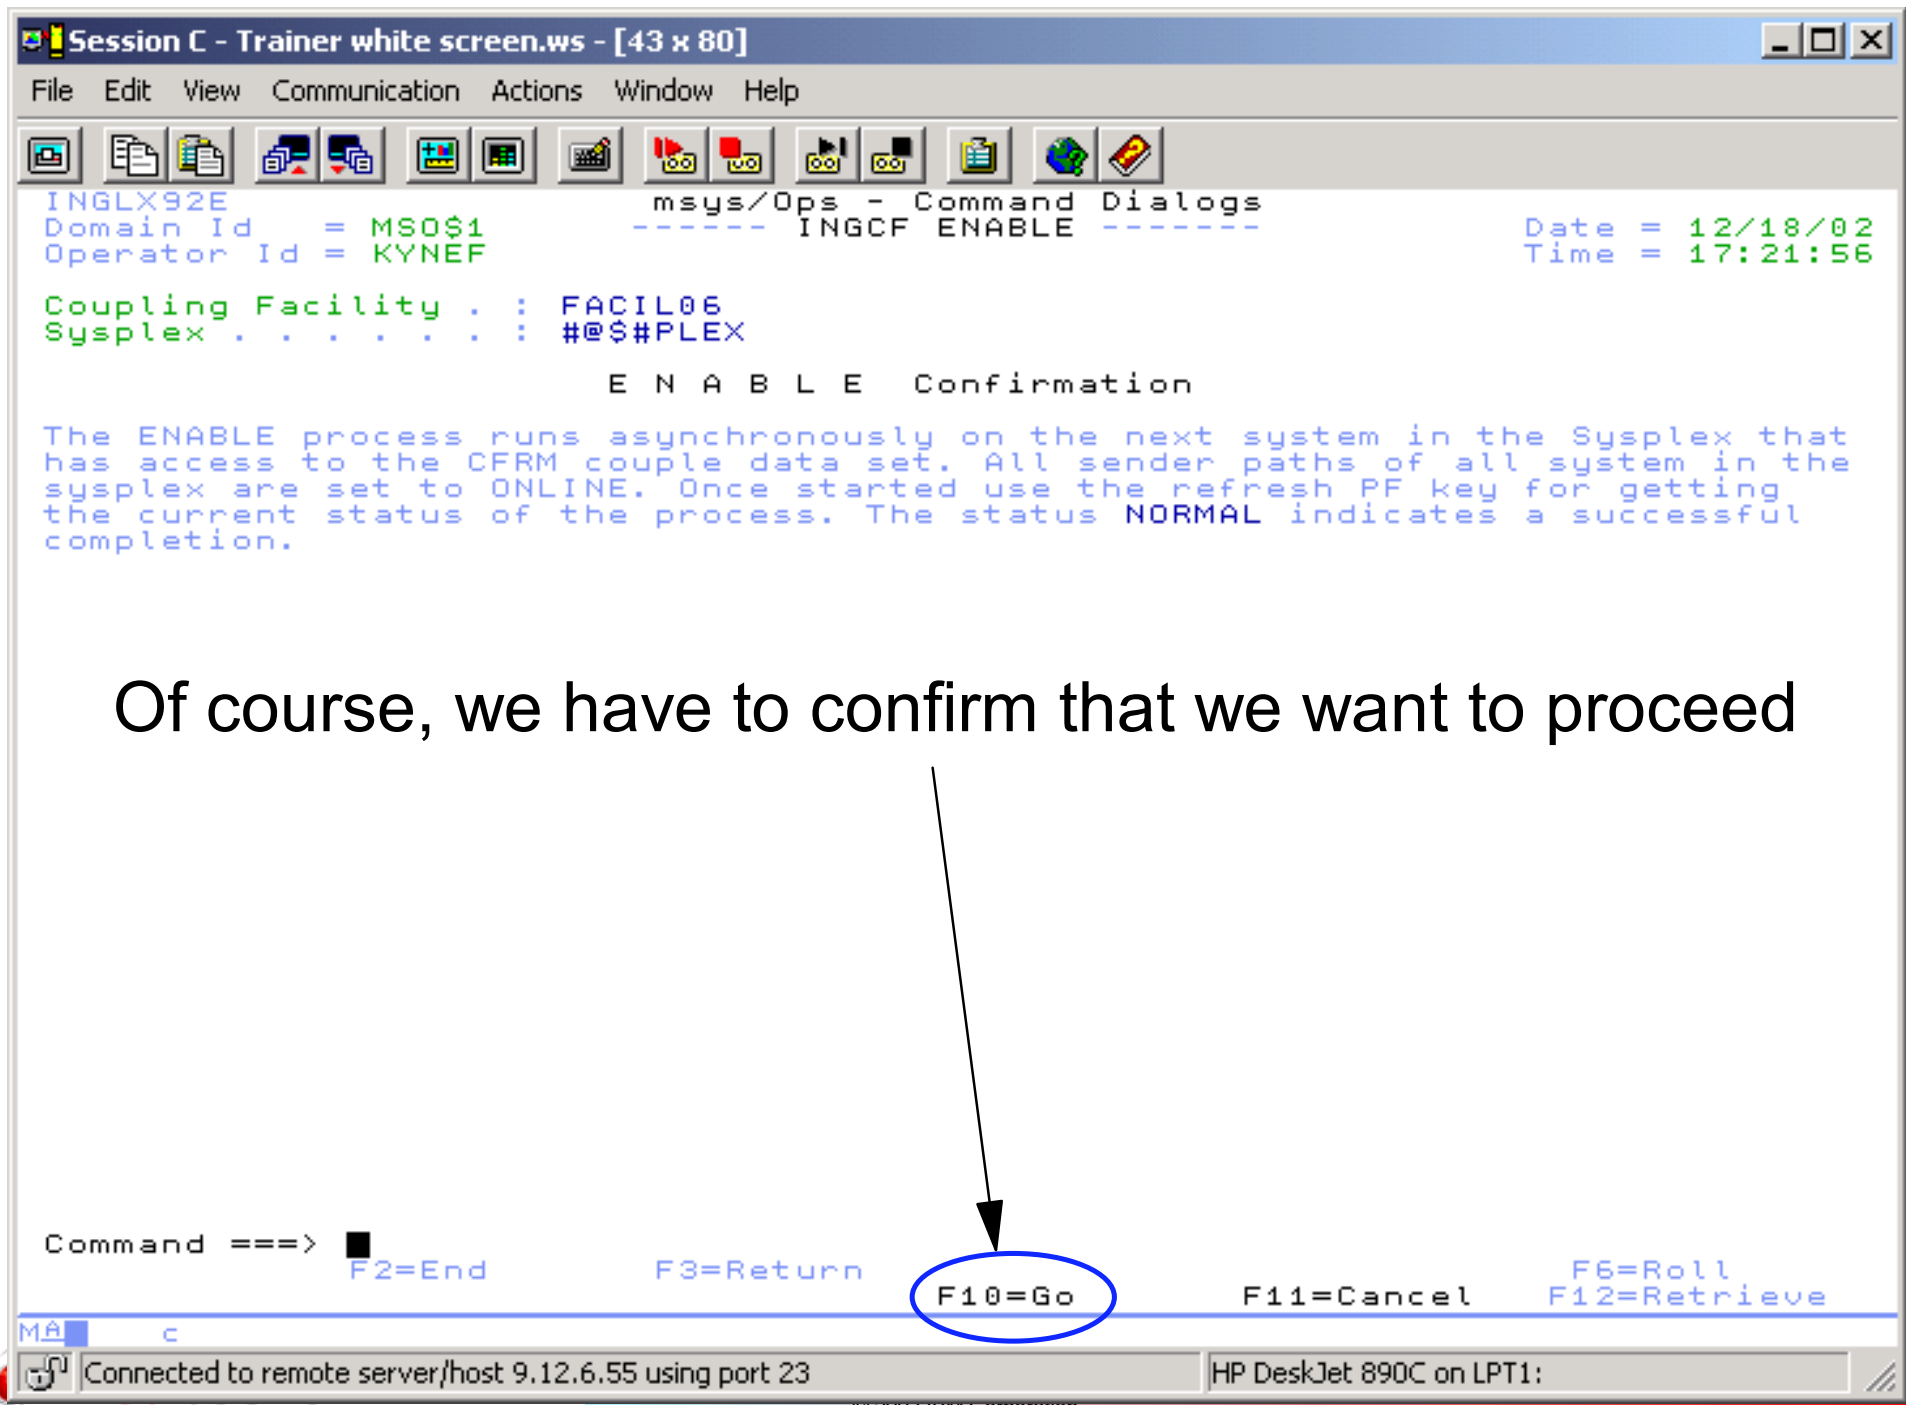 Session C - Trainer white screen.ws - [43 x 80]
File Edit View Communication Actions Window Help
INGLX92E msys/Ops - Command Dialogs
Domain Id = MSO$1 ------ INGCF ENABLE ------- Date = 12/18/02
Operator Id = KYNEF Time = 17:21:56
Coupling Facility . : FACIL06
Sysplex . . . . . . : #@$#PLEX
E N A B L E Confirmation
The ENABLE process runs asynchronously on the next system in the Sysplex that
has access to the CFRM couple data set. All sender paths of all system in the
sysplex are set to ONLINE. Once started use the refresh PF key for getting
the current status of the process. The status NORMAL indicates a successful
completion.
Of course, we have to confirm that we want to proceed
Command ===>
F2=End F3=Return F6=Roll
F10=Go F11=Cancel F12=Retrieve
MA c
Connected to remote server/host 9.12.6.55 using port 23 HP DeskJet 890C on LPT1: